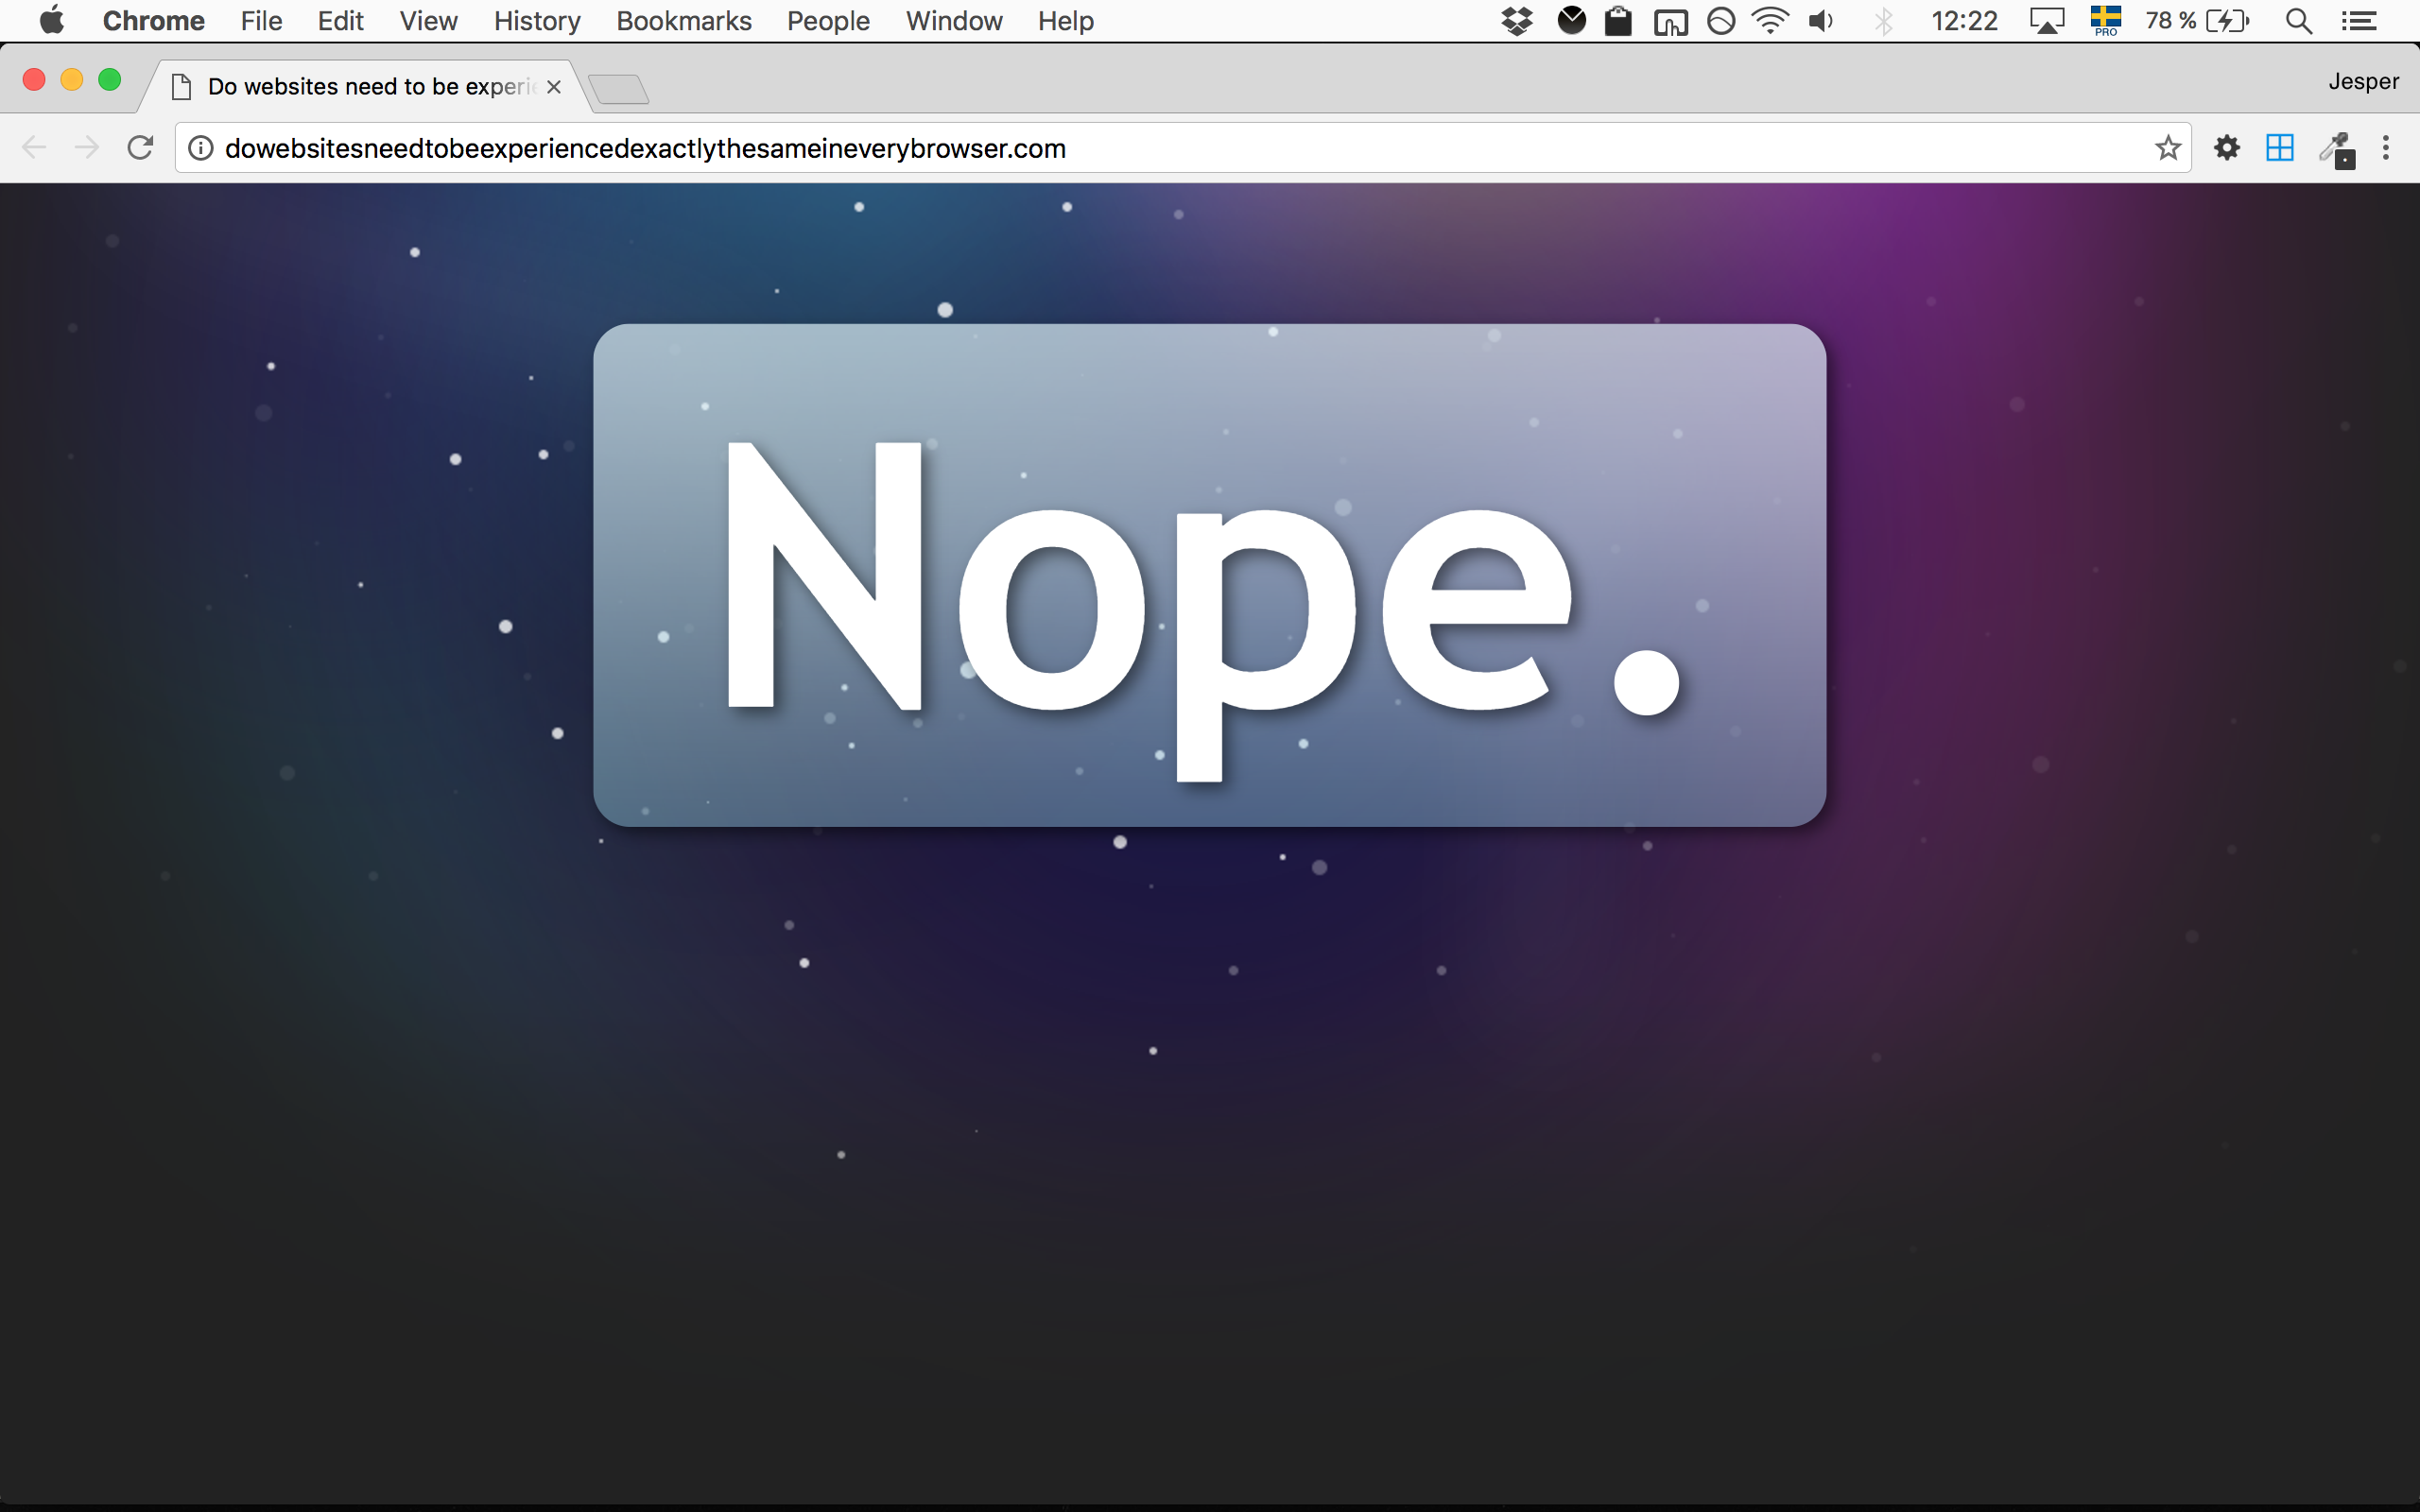 Chrome File Edit View History Bookmarks People Window Help 12:22 PRO 78 %
Do websites need to be experie Jesper
dowebsitesneedtobeexperiencedexactlythesameineverybrowser.com
Nope.